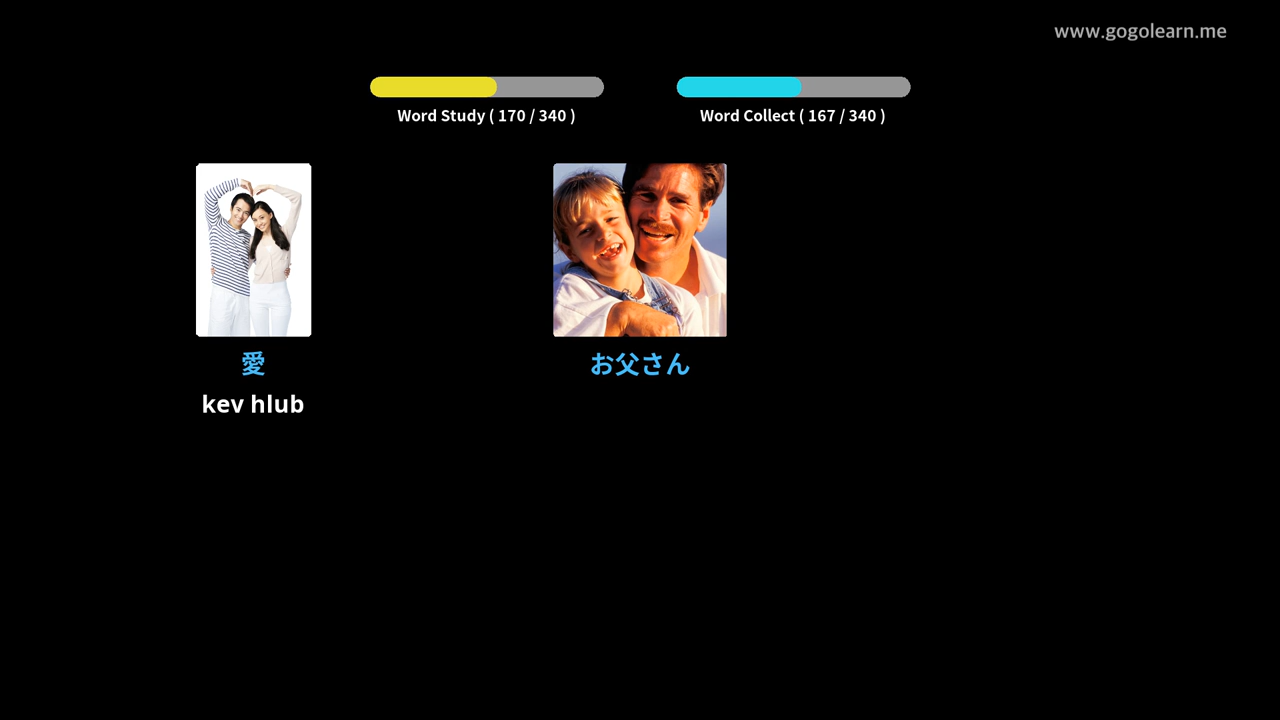 www.gogolearn.me
Word Study ( 170 / 340 )
Word Collect ( 167 / 340 )
愛
kev hlub
お父さん